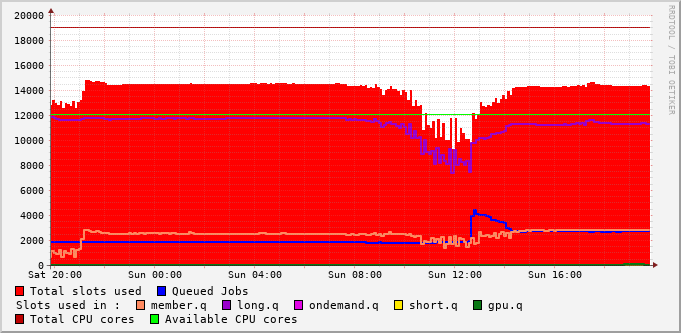 20000
18000
16000
14000
12000
10000
8000
6000
4000
2000
0
Sat 20:00 Sun 00:00 Sun 04:00 Sun 08:00 Sun 12:00 Sun 16:00
RRDTOOL / TOBI OETIKER
Total slots used Queued Jobs
Slots used in : member.q long.q ondemand.q short.q gpu.q
Total CPU cores Available CPU cores